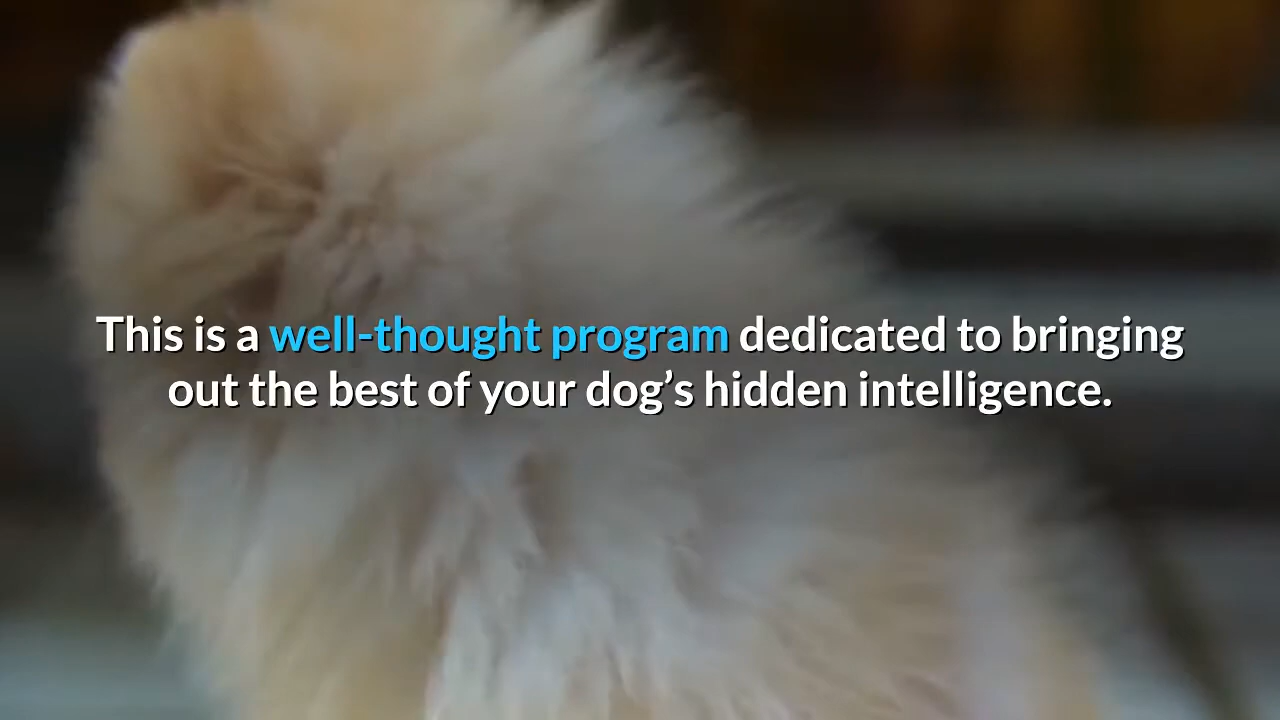 This is a well-thought program dedicated to bringing
out the best of your dog’s hidden intelligence.